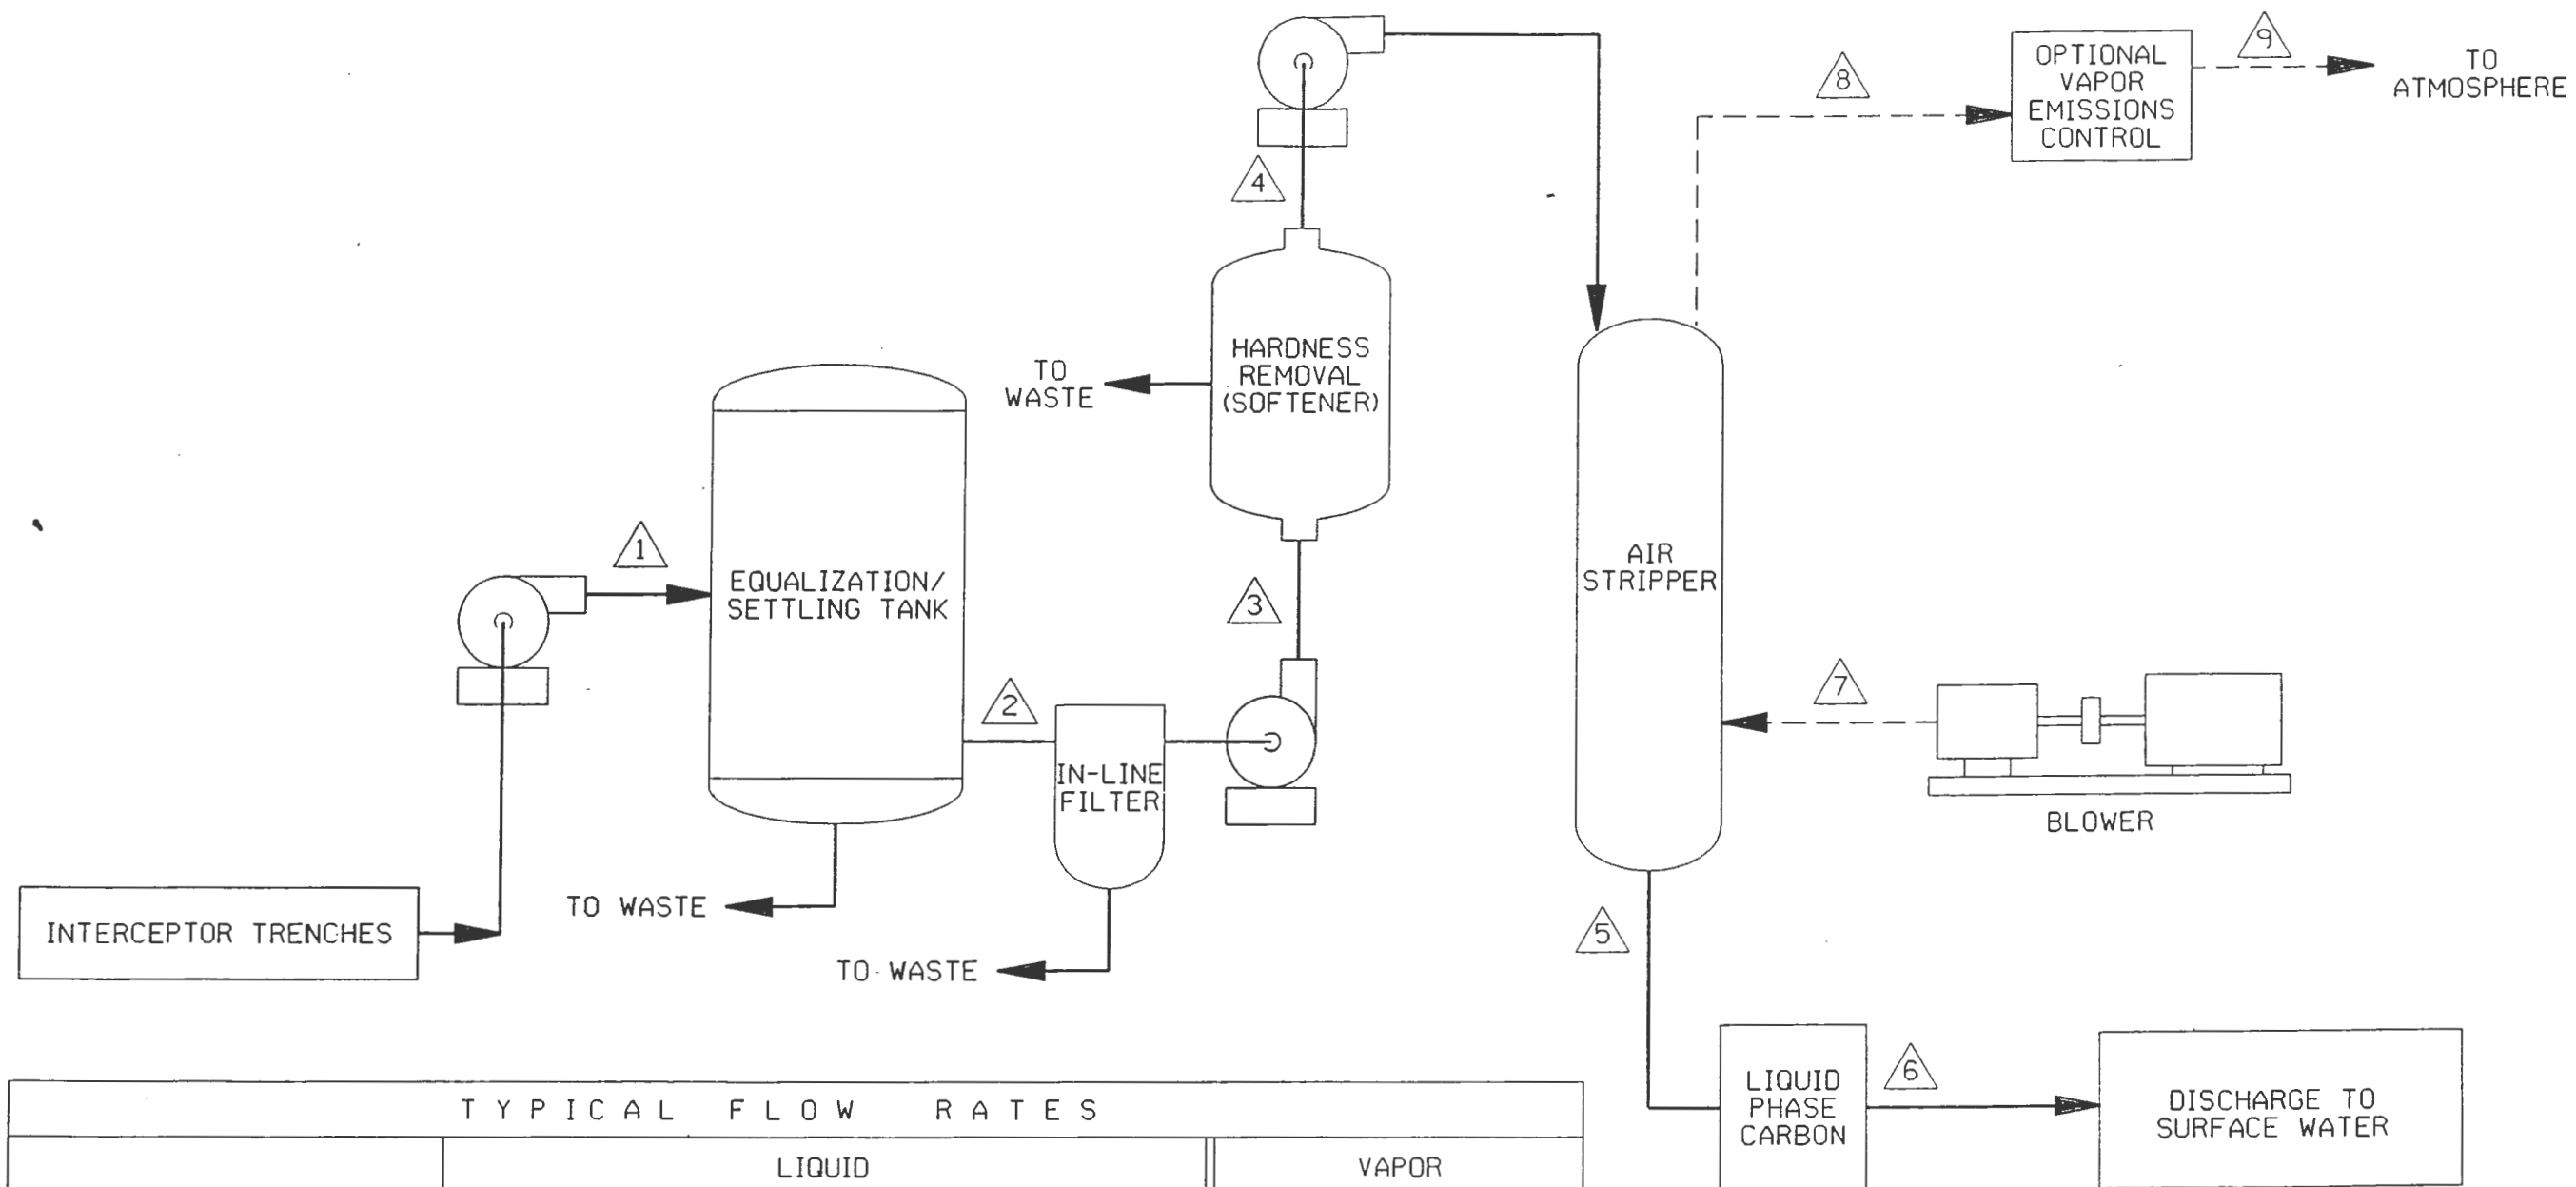 OPTIONAL
VAPOR
EMISSIONS
CONTROL
9
TO
ATMOSPHERE
8
4
HARDNESS
REMOVAL
(SOFTENER)
TO
WASTE
1
EQUALIZATION/
SETTLING TANK
3
AIR
STRIPPER
7
BLOWER
2
IN-LINE
FILTER
TO WASTE
INTERCEPTOR TRENCHES
TO WASTE
5
6
LIQUID
PHASE
CARBON
DISCHARGE TO
SURFACE WATER
TYPICAL FLOW RATES
LIQUID
VAPOR